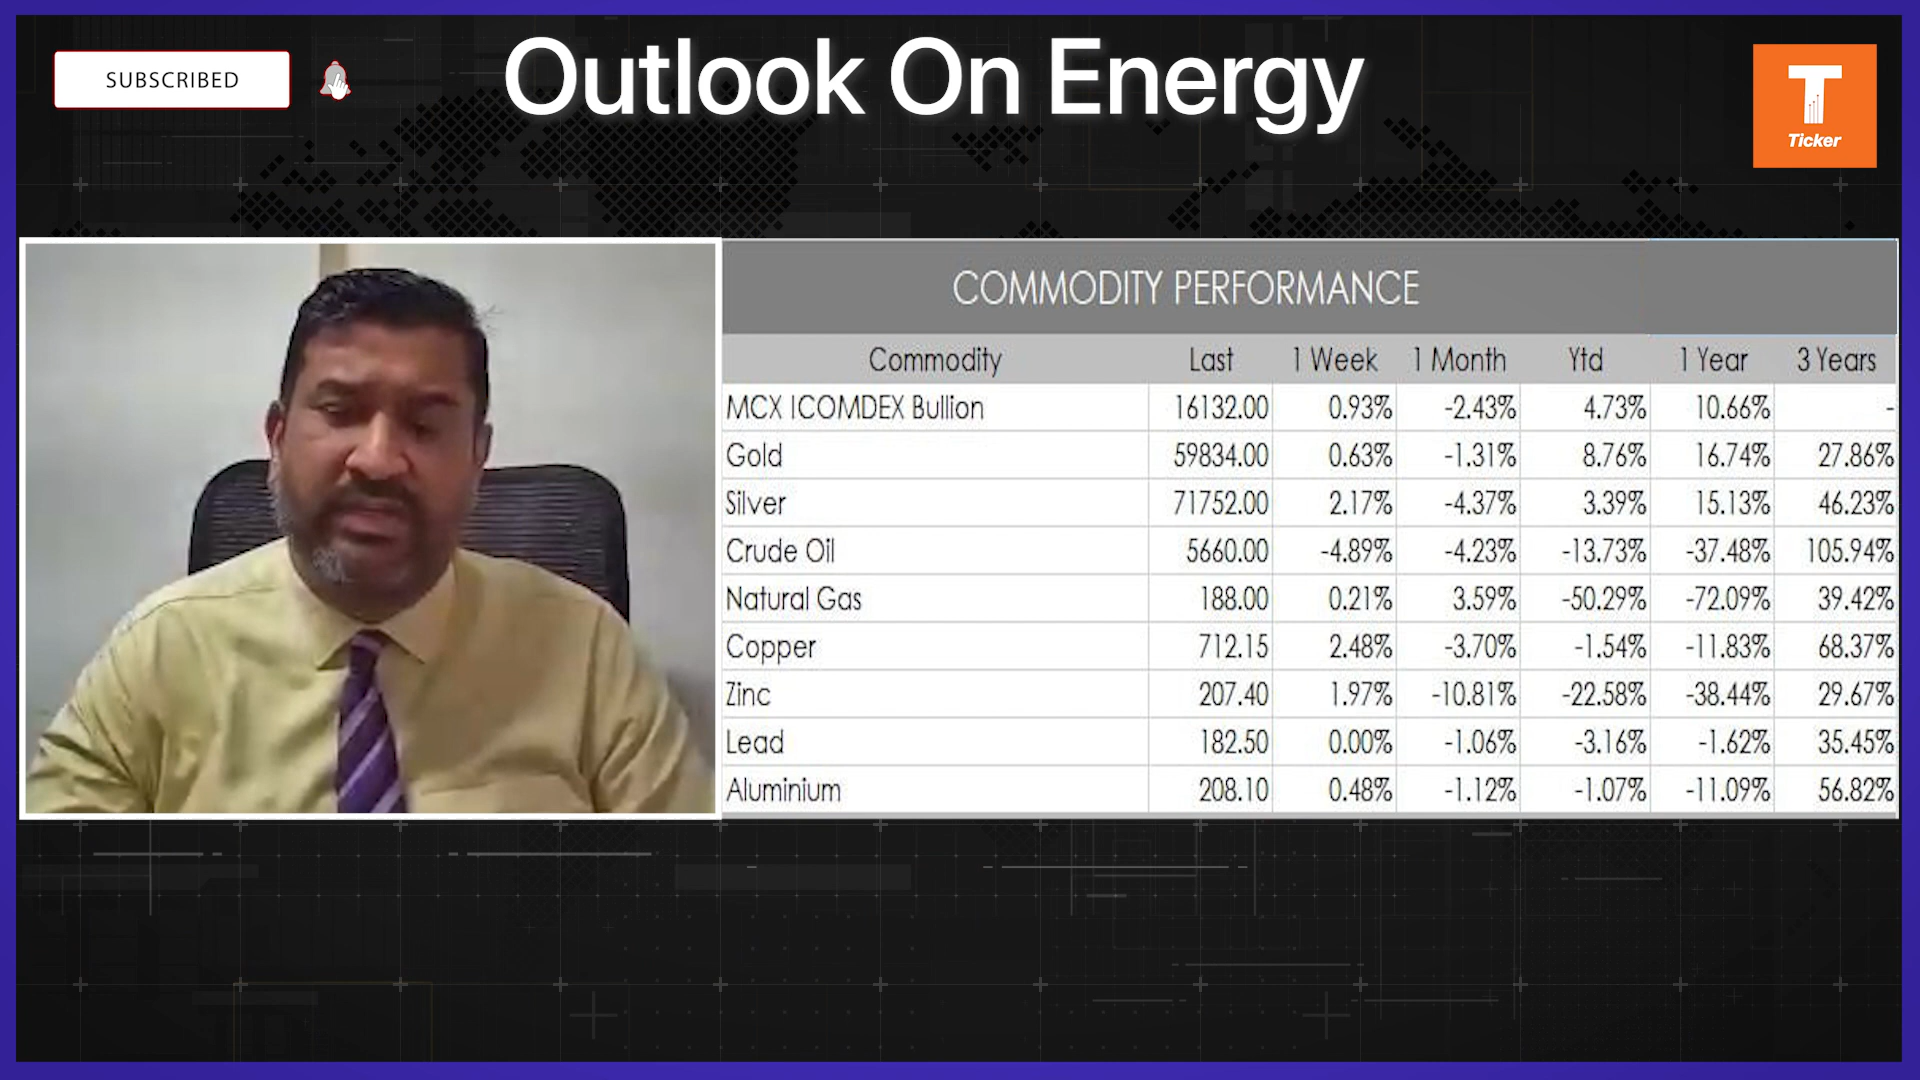 SUBSCRIBED
Outlook On Energy
T
Ticker
COMMODITY PERFORMANCE
Commodity Last 1 Week 1 Month Ytd 1 Year 3 Years
MCX ICOMDEX Bullion 16132.00 0.93% -2.43% 4.73% 10.66% -
Gold 59834.00 0.63% -1.31% 8.76% 16.74% 27.86%
Silver 71752.00 2.17% -4.37% 3.39% 15.13% 46.23%
Crude Oil 5660.00 -4.89% -4.23% -13.73% -37.48% 105.94%
Natural Gas 188.00 0.21% 3.59% -50.29% -72.09% 39.42%
Copper 712.15 2.48% -3.70% -1.54% -11.83% 68.37%
Zinc 207.40 1.97% -10.81% -22.58% -38.44% 29.67%
Lead 182.50 0.00% -1.06% -3.16% -1.62% 35.45%
Aluminium 208.10 0.48% -1.12% -1.07% -11.09% 56.82%